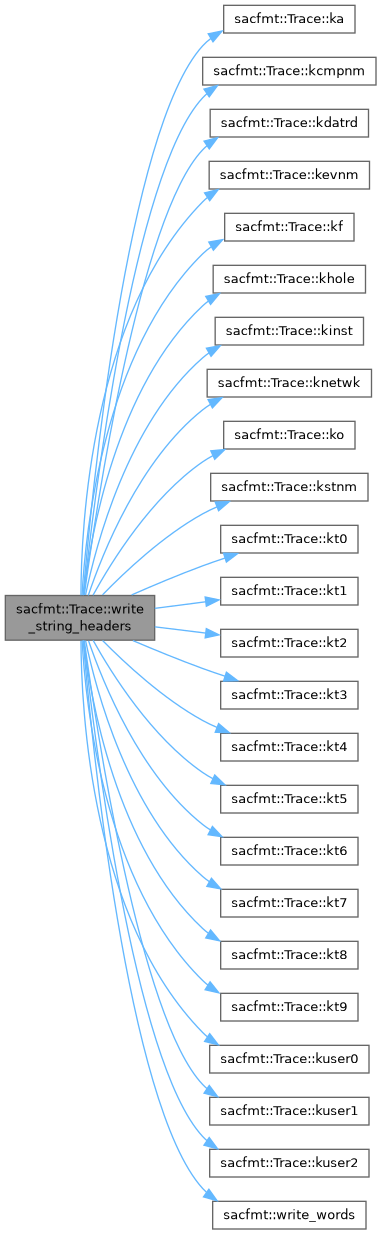 sacfmt::Trace::ka
sacfmt::Trace::kcmpnm
sacfmt::Trace::kdatrd
sacfmt::Trace::kevnm
sacfmt::Trace::kf
sacfmt::Trace::khole
sacfmt::Trace::kinst
sacfmt::Trace::knetwk
sacfmt::Trace::ko
sacfmt::Trace::kstnm
sacfmt::Trace::kt0
sacfmt::Trace::write
_string_headers
sacfmt::Trace::kt1
sacfmt::Trace::kt2
sacfmt::Trace::kt3
sacfmt::Trace::kt4
sacfmt::Trace::kt5
sacfmt::Trace::kt6
sacfmt::Trace::kt7
sacfmt::Trace::kt8
sacfmt::Trace::kt9
sacfmt::Trace::kuser0
sacfmt::Trace::kuser1
sacfmt::Trace::kuser2
sacfmt::write_words